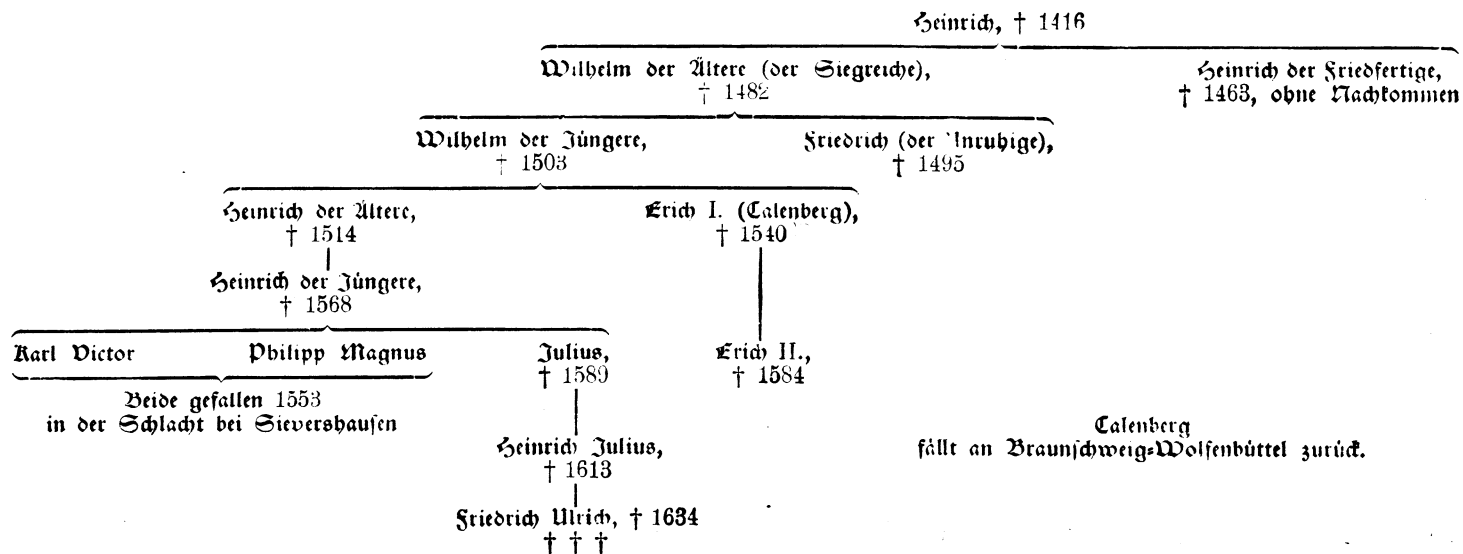 Heinrich, † 1416
Wilhelm der Ältere (der Siegreiche),
† 1482
Heinrich der Friedfertige,
† 1463, ohne Nachkommen
Wilhelm der Jüngere,
† 1503
Friedrich (der Unruhige),
† 1495
Heinrich der Ältere,
† 1514
Erich I. (Calenberg),
† 1540
Heinrich der Jüngere,
† 1568
Karl Victor
Philipp Magnus
Julius,
† 1589
Erich II.,
† 1584
Beide gefallen 1553
in der Schlacht bei Sievershausen
Calenberg
fällt an Braunschweig=Wolfenbüttel zurück.
Heinrich Julius,
† 1613
Friedrich Ulrich, † 1634
† † †